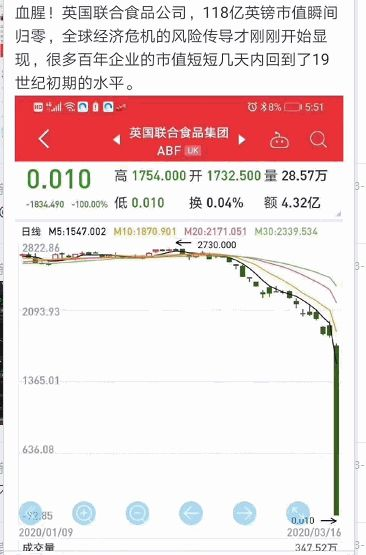 血腥！英国联合食品公司，118亿英镑市值瞬间
归零，全球经济危机的风险传导才刚刚开始显
现，很多百年企业的市值短短几天内回到了19
世纪初期的水平。
HD 4G 8% 5:51
英国联合食品集团
ABF UK
0.010 高 1754.000 开 1732.500 量 28.57万
-1834.490 -100.00% 低 0.010 换 0.04% 额 4.32亿
日线 M5:1547.002 M10:1870.901 M20:2171.051 M30:2339.534
2822.86
2730.000
2093.93
1365.01
636.08
-92.85
0.010
2020/01/09 2020/03/16
成交量 347.52万